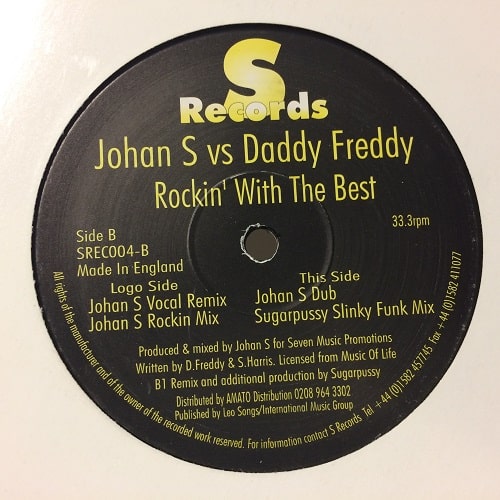 S
Records
Johan S vs Daddy Freddy
Rockin' With The Best
33.3rpm
Side B
SREC004-B
Made In England
Logo Side
Johan S Vocal Remix
Johan S Rockin Mix
This Side
Johan S Dub
Sugarpussy Slinky Funk Mix
Produced & mixed by Johan S for Seven Music Promotions
Written by D.Freddy & S.Harris. Licensed from Music Of Life
B1 Remix and additional production by Sugarpussy
Distributed by AMATO Distribution 0208 964 3302
Published by Leo Songs/International Music Group
All rights of the manufacturer and of the owner of the recorded work reserved. For information contact S Records Tel +44 (0)1582 457745 Fax +44 (0)1582 411077